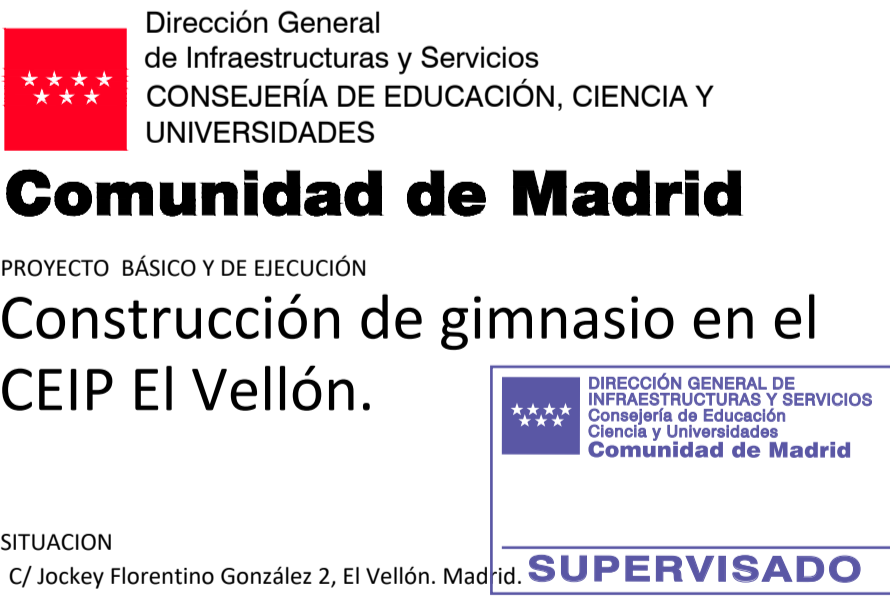 Dirección General
de Infraestructuras y Servicios
CONSEJERÍA DE EDUCACIÓN, CIENCIA Y
UNIVERSIDADES
Comunidad de Madrid
PROYECTO BÁSICO Y DE EJECUCIÓN
Construcción de gimnasio en el
CEIP El Vellón.
DIRECCIÓN GENERAL DE
INFRAESTRUCTURAS Y SERVICIOS
Consejería de Educación
Ciencia y Universidades
Comunidad de Madrid
SITUACION
C/ Jockey Florentino González 2, El Vellón. Madrid.
SUPERVISADO